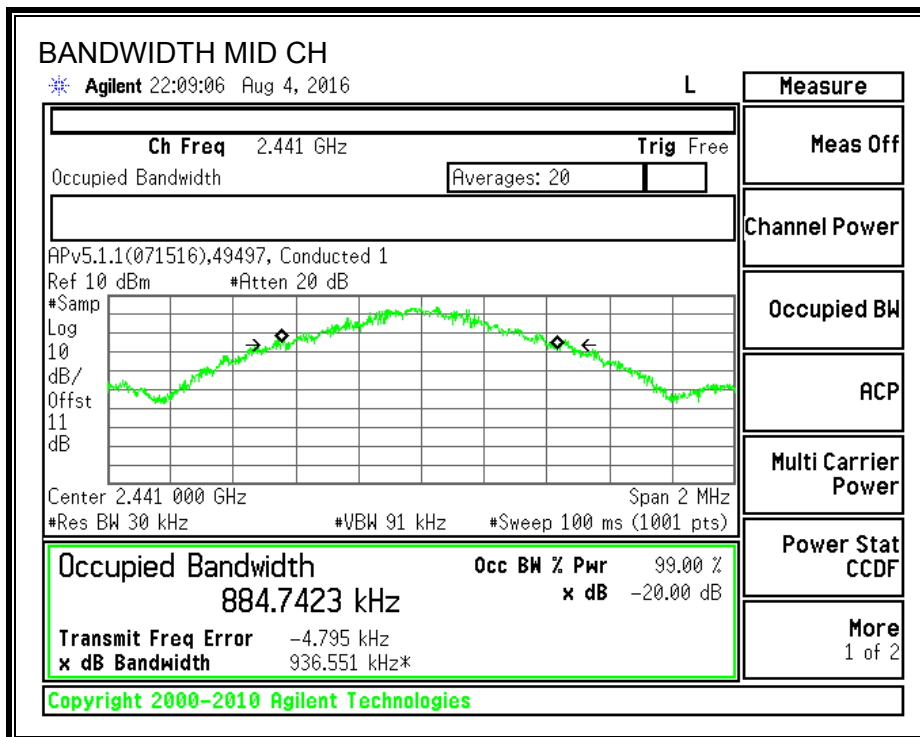 BANDWIDTH MID CH
Agilent 22:09:06 Aug 4, 2016 L
Measure
Ch Freq 2.441 GHz Trig Free
Meas Off
Occupied Bandwidth Averages: 20
Channel Power
APv5.1.1(071516),49497, Conducted 1
Ref 10 dBm #Atten 20 dB
#Samp
Log
10
dB/
Offst
11
dB
Occupied BW
ACP
Multi Carrier
Power
Center 2.441 000 GHz Span 2 MHz
#Res BW 30 kHz #VBW 91 kHz #Sweep 100 ms (1001 pts)
Power Stat
CCDF
Occupied Bandwidth Occ BW % Pwr 99.00 %
884.7423 kHz x dB -20.00 dB
Transmit Freq Error -4.795 kHz
x dB Bandwidth 936.551 kHz*
More
1 of 2
Copyright 2000-2010 Agilent Technologies